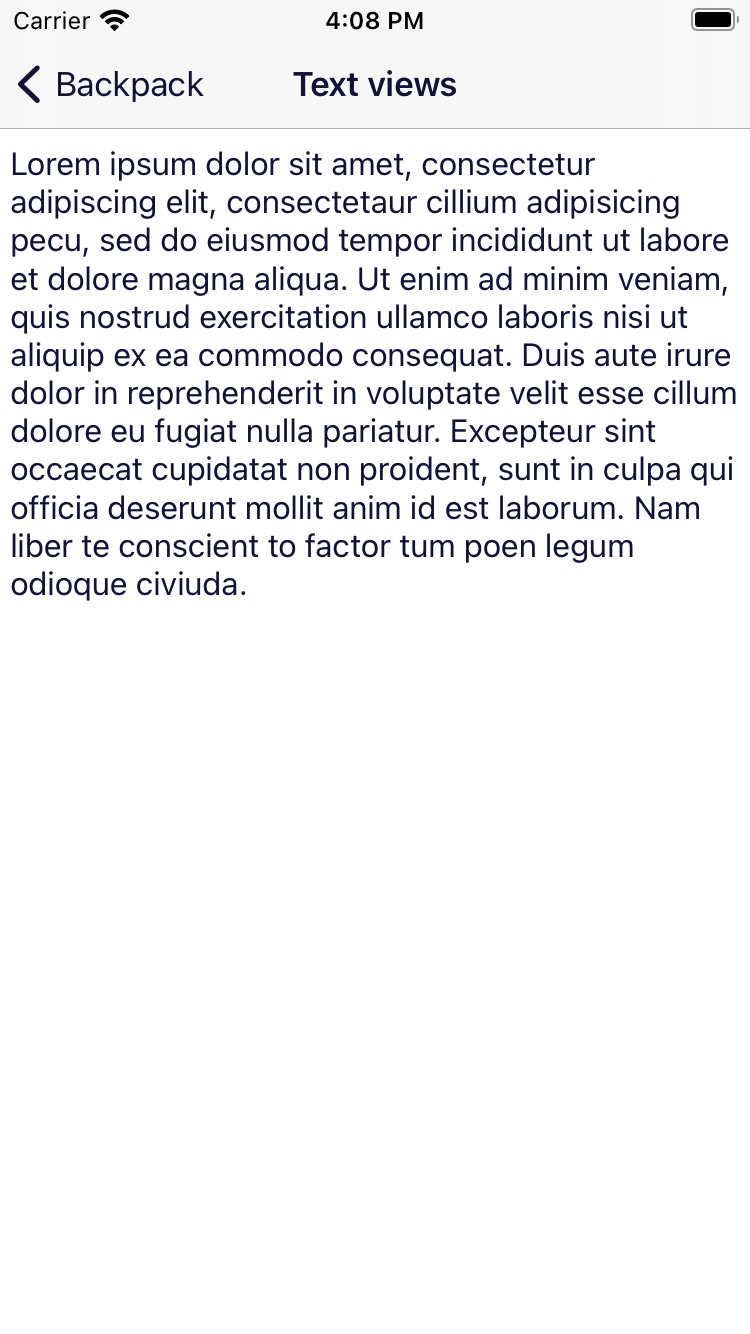 Carrier 4:08 PM
Backpack Text views
Lorem ipsum dolor sit amet, consectetur
adipiscing elit, consectetaur cillium adipisicing
pecu, sed do eiusmod tempor incididunt ut labore
et dolore magna aliqua. Ut enim ad minim veniam,
quis nostrud exercitation ullamco laboris nisi ut
aliquip ex ea commodo consequat. Duis aute irure
dolor in reprehenderit in voluptate velit esse cillum
dolore eu fugiat nulla pariatur. Excepteur sint
occaecat cupidatat non proident, sunt in culpa qui
officia deserunt mollit anim id est laborum. Nam
liber te conscient to factor tum poen legum
odioque civiuda.